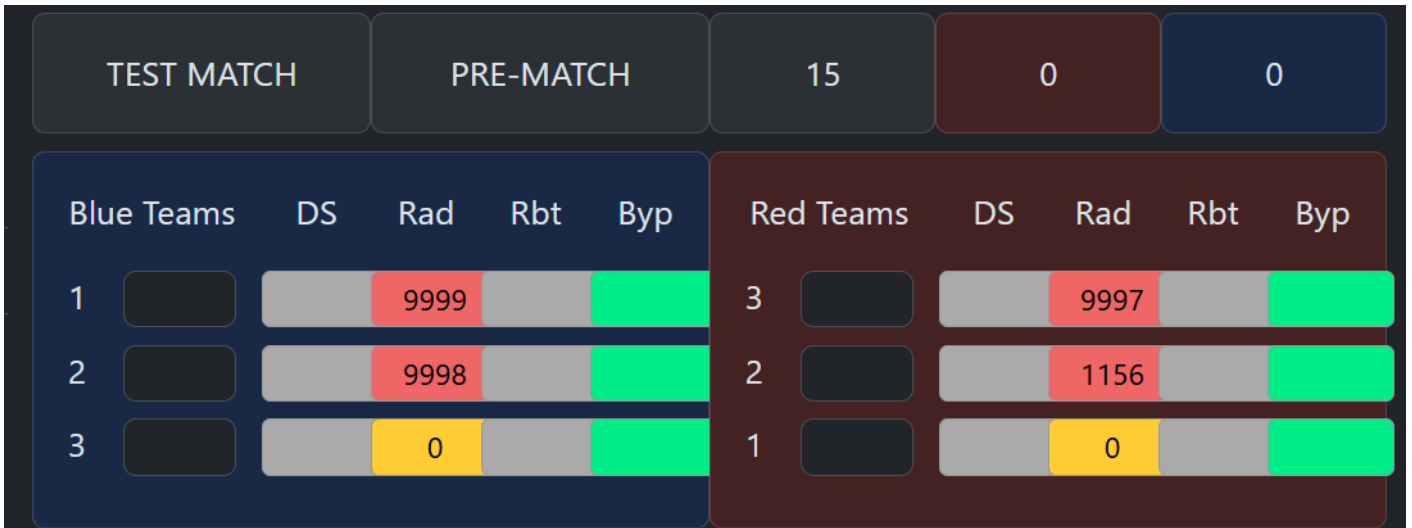 TEST MATCH PRE-MATCH 15 0 0
Blue Teams DS Rad Rbt Byp Red Teams DS Rad Rbt Byp
1 9999 3 9997
2 9998 2 1156
3 0 1 0